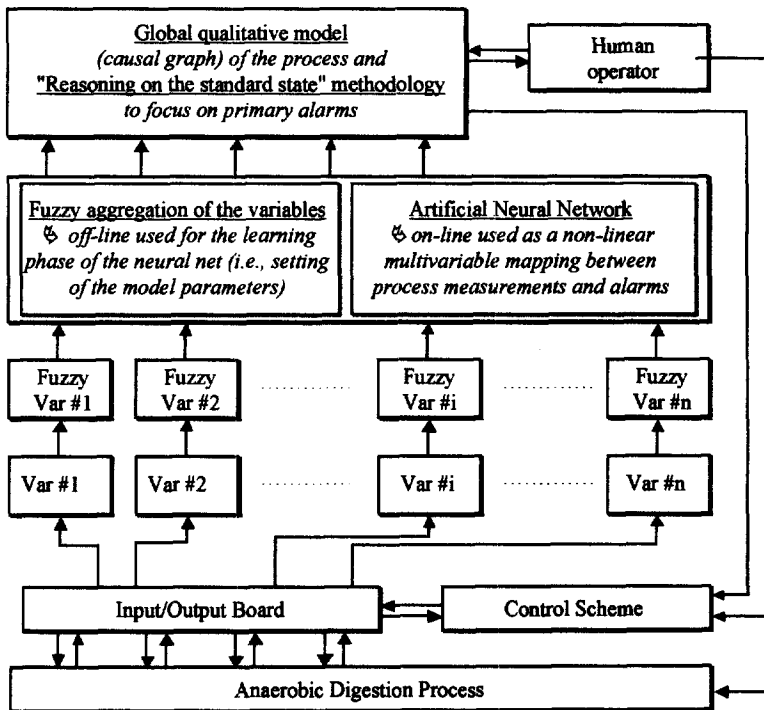 Global qualitative model
(causal graph) of the process and
"Reasoning on the standard state" methodology
to focus on primary alarms
Human
operator
Fuzzy aggregation of the variables
off-line used for the learning
phase of the neural net (i.e., setting
of the model parameters)
Artificial Neural Network
on-line used as a non-linear
multivariable mapping between
process measurements and alarms
Fuzzy
Var #1
Fuzzy
Var #2
Fuzzy
Var #i
Fuzzy
Var #n
Var #1
Var #2
Var #i
Var #n
Input/Output Board
Control Scheme
Anaerobic Digestion Process